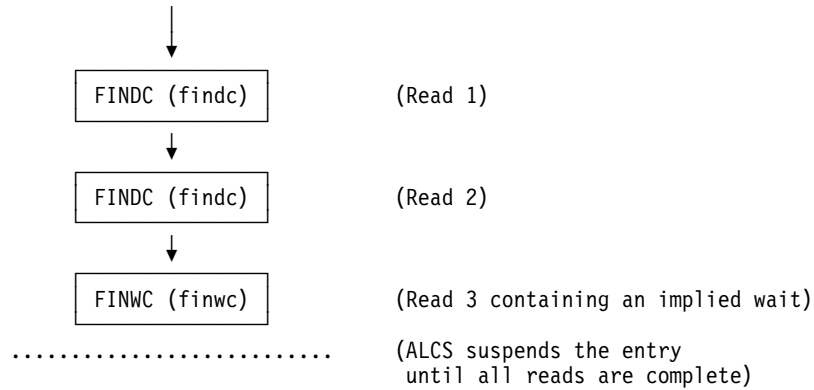 FINDC (findc) (Read 1)
FINDC (findc) (Read 2)
FINWC (finwc) (Read 3 containing an implied wait)
........................... (ALCS suspends the entry
until all reads are complete)